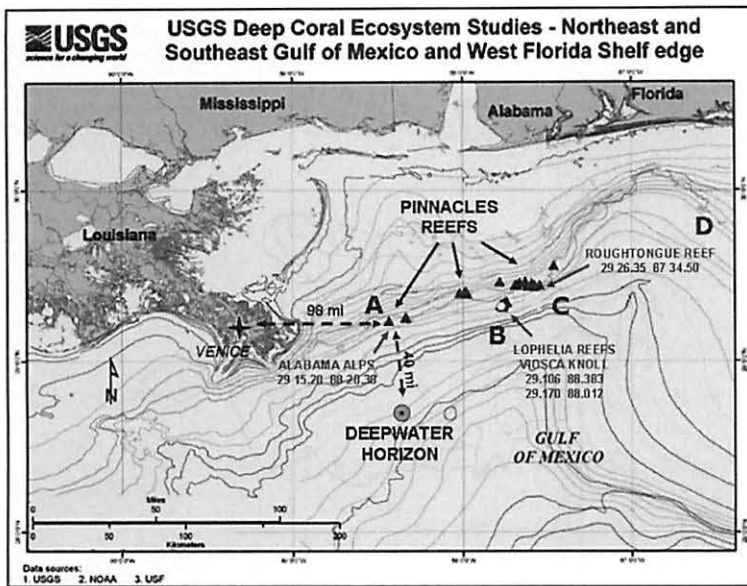 USGS
science for a changing world
USGS Deep Coral Ecosystem Studies - Northeast and
Southeast Gulf of Mexico and West Florida Shelf edge
Mississippi
Alabama
Florida
Louisiana
PINNACLES
REEFS
D
ROUGHTONGUE REEF
29.26.35 87 34.50
98 mi
A
C
B
VENICE
ALABAMA ALPS
29 15.20 88 20.38
40 mi
LOPHELIA REEFS
VIOSCA KNOLL
29.106 88.383
29.170 88.012
N
DEEPWATER
HORIZON
GULF
OF MEXICO
Miles
0 50 100 200
0 50 100 200
Kilometers
Data sources:
1. USGS 2. NOAA 3. USF